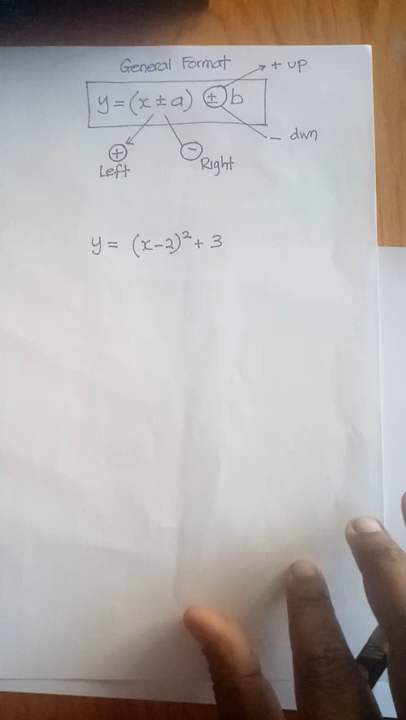 General Format
+ up
y = (x ± a) ± b
- dwn
+ -
Left Right
y = (x-2)² + 3